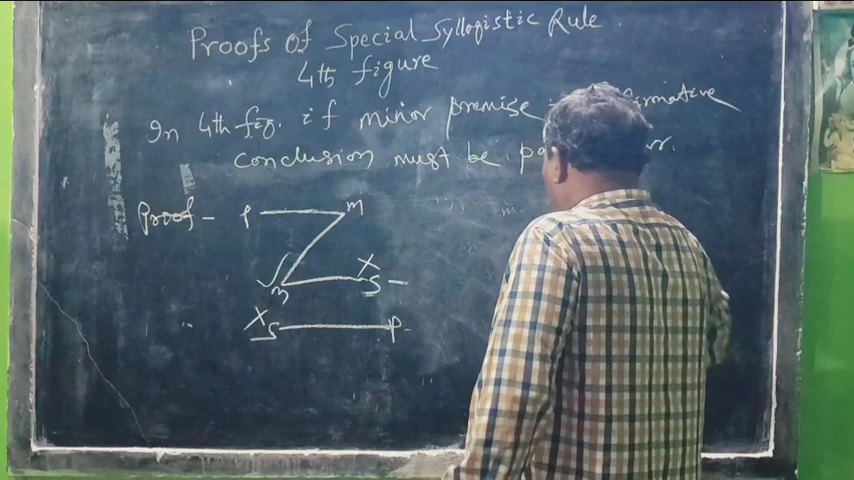 Proofs of Special Syllogistic Rule
4th figure
In 4th fig. if minor premise
conclusion must be
Proof - P M
M X S -
X S P -